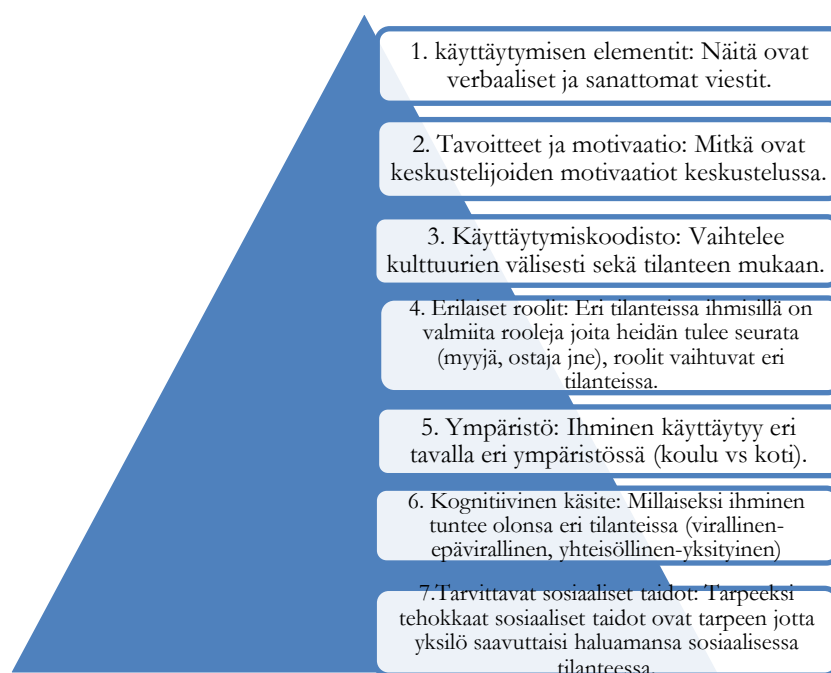 1. käyttäytymisen elementit: Näitä ovat
verbaaliset ja sanattomat viestit.
2. Tavoitteet ja motivaatio: Mitkä ovat
keskustelijoiden motivaatiot keskustelussa.
3. Käyttäytymiskoodisto: Vaihtelee
kulttuurien välisesti sekä tilanteen mukaan.
4. Erilaiset roolit: Eri tilanteissa ihmisillä on
valmiita rooleja joita heidän tulee seurata
(myyjä, ostaja jne), roolit vaihtuvat eri
tilanteissa.
5. Ympäristö: Ihminen käyttäytyy eri
tavalla eri ympäristössä (koulu vs koti).
6. Kognitiivinen käsite: Millaiseksi ihminen
tuntee olonsa eri tilanteissa (virallinen-
epävirallinen, yhteisöllinen-yksityinen)
7.Tarvittavat sosiaaliset taidot: Tarpeeksi
tehokkaat sosiaaliset taidot ovat tarpeen jotta
yksilö saavuttaisi haluamansa sosiaalisessa
tilanteessa.